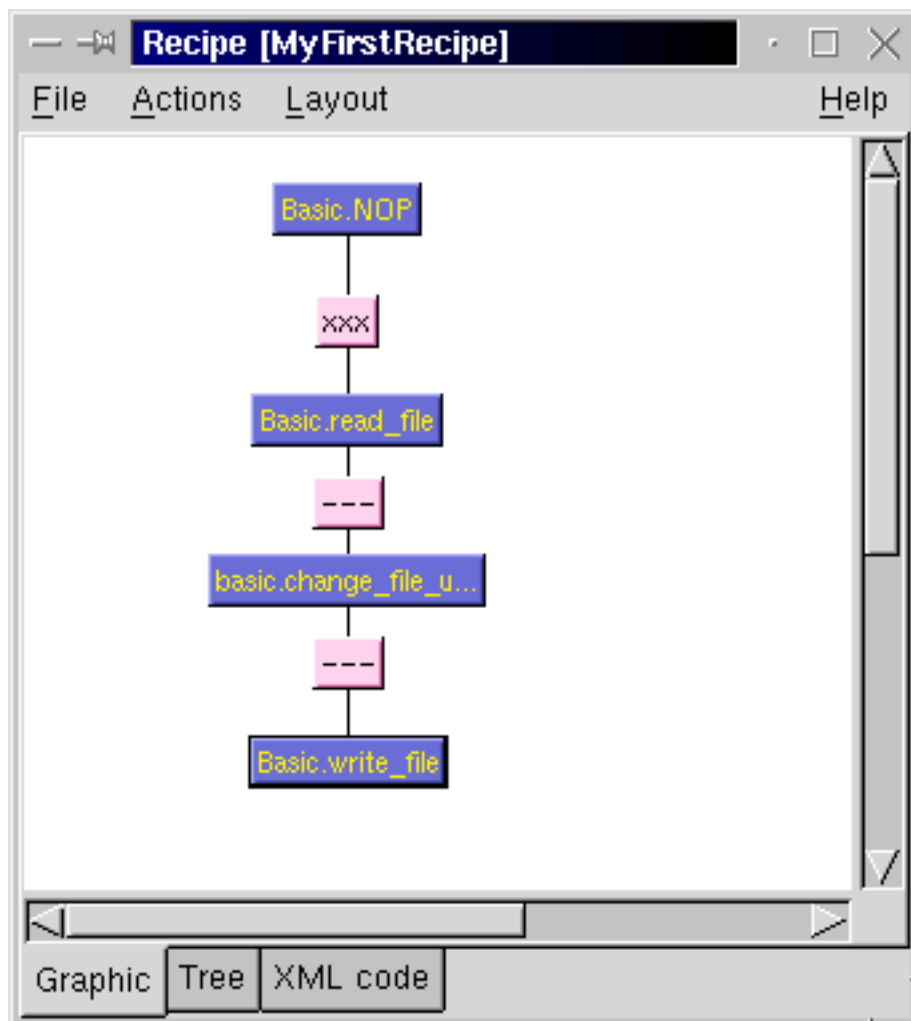 Recipe [MyFirstRecipe]
File Actions Layout Help
Basic.NOP
xxx
Basic.read_file
---
basic.change_file_u...
---
Basic.write_file
Graphic Tree XML code